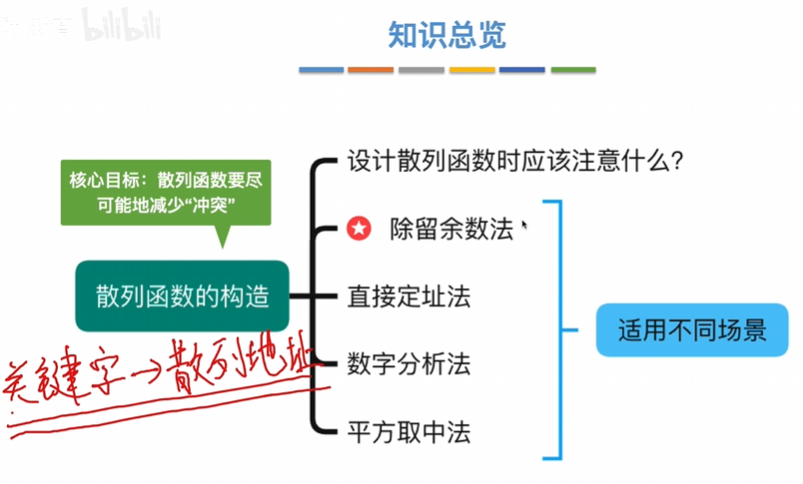 bilibili
知识总览
核心目标：散列函数要尽
可能地减少“冲突”
设计散列函数时应该注意什么？
除留余数法
散列函数的构造
直接定址法
适用不同场景
关键字→散列地址
数字分析法
平方取中法